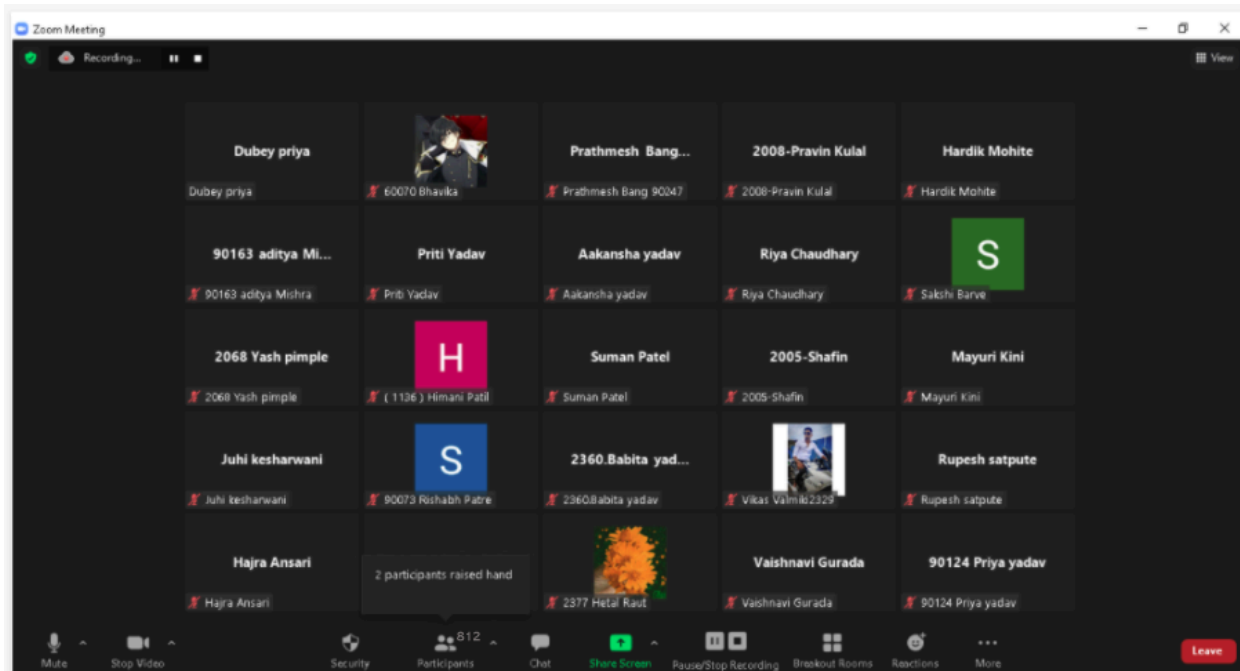 Zoom Meeting
Recording...
View
Dubey priya
Prathmesh Bang...
2008-Pravin Kulal
Hardik Mohite
Dubey priya
60070 Bhavika
Prathmesh Bang 90247
2008-Pravin Kulal
Hardik Mohite
90163 aditya Mi...
Priti Yadav
Aakansha yadav
Riya Chaudhary
S
90163 aditya Mishra
Priti Yadav
Aakansha yadav
Riya Chaudhary
Sakshi Barve
2068 Yash pimple
H
Suman Patel
2005-Shafin
Mayuri Kini
2068 Yash pimple
( 1136 ) Himani Patil
Suman Patel
2005-Shafin
Mayuri Kini
Juhi kesharwani
S
2360.Babita yad...
Rupesh satpute
Juhi kesharwani
90073 Rishabh Patre
2360.Babita yadav
Vikas Valmiki2329
Rupesh satpute
Hajra Ansari
2 participants raised hand
Vaishnavi Gurada
90124 Priya yadav
Hajra Ansari
2377 Hetal Raut
Vaishnavi Gurada
90124 Priya yadav
812
Mute
Stop Video
Security
Participants
Chat
Share Screen
Pause/Stop Recording
Breakout Rooms
Reactions
More
Leave